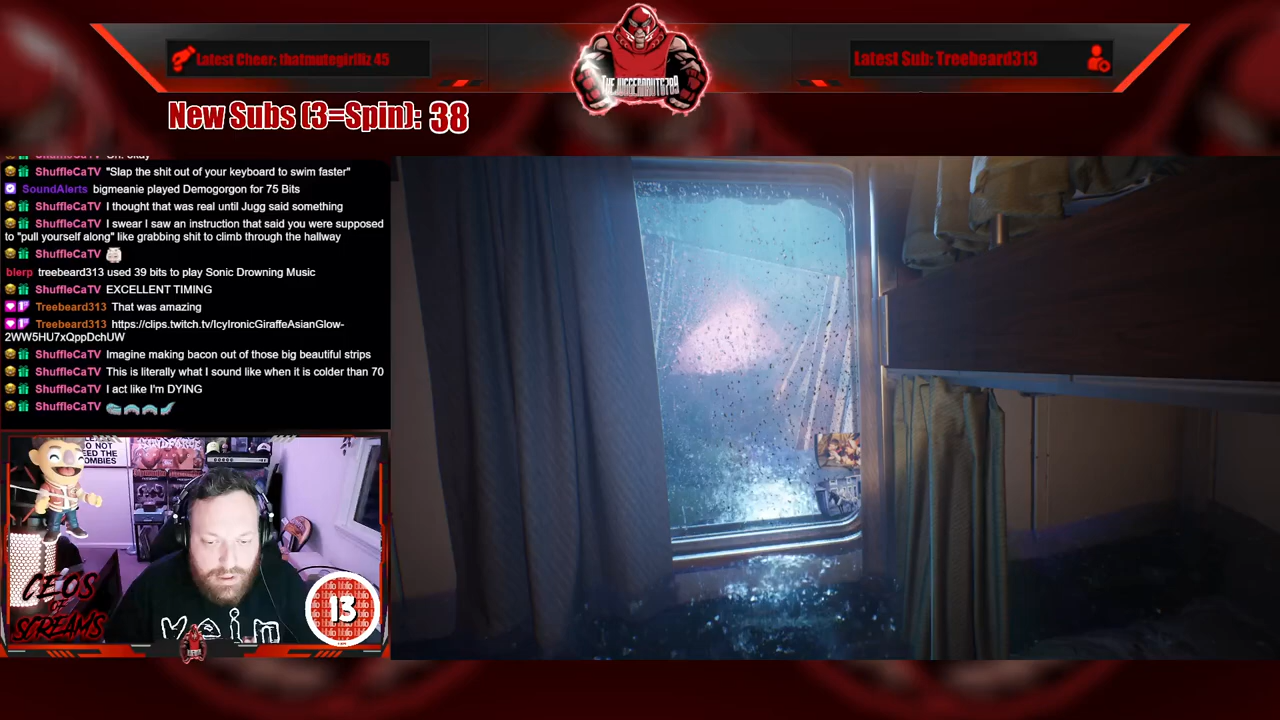 Latest Cheer: thatmutegirlliz 45
THEJUGGERNAUT6789
Latest Sub: Treebeard313
New Subs (3=Spin): 38
ShuffleCaTV "Slap the shit out of your keyboard to swim faster"
SoundAlerts bigmeanie played Demogorgon for 75 Bits
ShuffleCaTV I thought that was real until Jugg said something
ShuffleCaTV I swear I saw an instruction that said you were supposed
to "pull yourself along" like grabbing shit to climb through the hallway
ShuffleCaTV
blerp treebeard313 used 39 bits to play Sonic Drowning Music
ShuffleCaTV EXCELLENT TIMING
Treebeard313 That was amazing
Treebeard313 https://clips.twitch.tv/IcyIronicGiraffeAsianGlow-
2WW5HU7xQppDchUW
ShuffleCaTV Imagine making bacon out of those big beautiful strips
ShuffleCaTV This is literally what I sound like when it is colder than 70
ShuffleCaTV I act like I'm DYING
ShuffleCaTV
DO NOT
FEED THE
ZOMBIES
CEOS
OF
SCREAMS
13